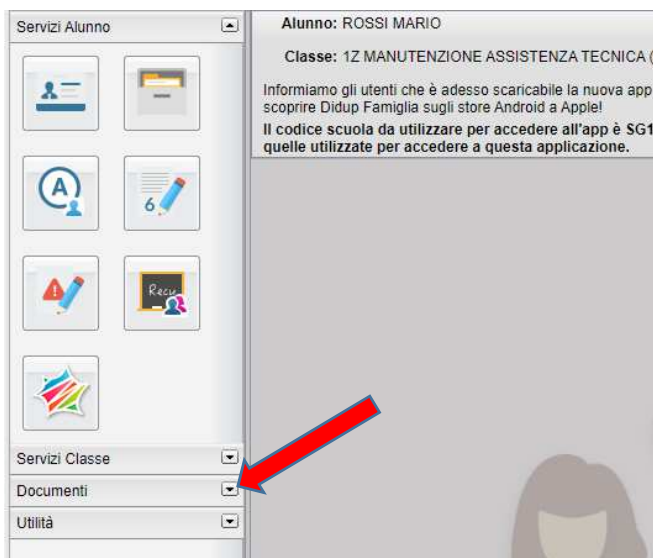 Servizi Alunno
A
6
Recu
Servizi Classe
Documenti
Utilità
Alunno: ROSSI MARIO
Classe: 1Z MANUTENZIONE ASSISTENZA TECNICA (
Informiamo gli utenti che è adesso scaricabile la nuova app
scoprire Didup Famiglia sugli store Android a Apple!
Il codice scuola da utilizzare per accedere all'app è SG1
quelle utilizzate per accedere a questa applicazione.